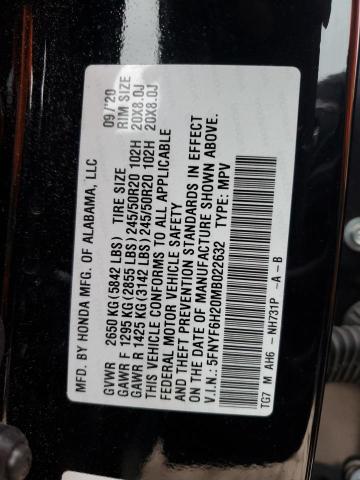 MFD. BY HONDA MFG. OF ALABAMA, LLC 09/'20
GVWR 2650 KG(5842 LBS) TIRE SIZE RIM SIZE
GAWR F 1295 KG(2855 LBS)245/50R20 102H 20X8.0J
GAWR R 1425 KG(3142 LBS)245/50R20 102H 20X8.0J
THIS VEHICLE CONFORMS TO ALL APPLICABLE
FEDERAL MOTOR VEHICLE SAFETY
AND THEFT PREVENTION STANDARDS IN EFFECT
ON THE DATE OF MANUFACTURE SHOWN ABOVE.
V.I.N.: 5FNYF6H20MB022632 TYPE: MPV
TG7 M AH6 - NH731P -A -B